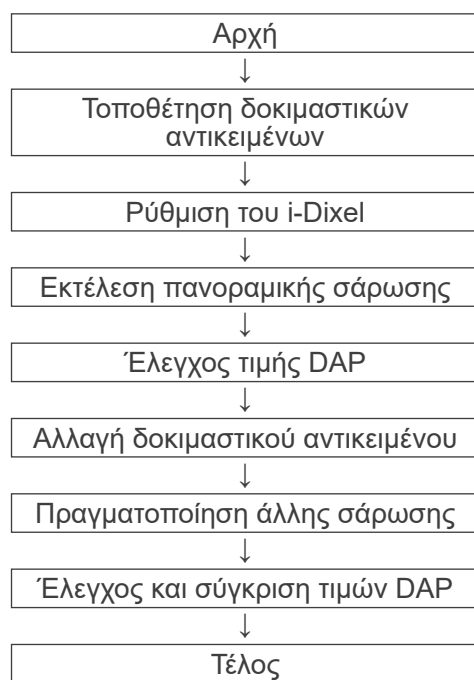 Αρχή
↓
Τοποθέτηση δοκιμαστικών
αντικειμένων
↓
Ρύθμιση του i-Dixel
↓
Εκτέλεση πανοραμικής σάρωσης
↓
Έλεγχος τιμής DAP
↓
Αλλαγή δοκιμαστικού αντικειμένου
↓
Πραγματοποίηση άλλης σάρωσης
↓
Έλεγχος και σύγκριση τιμών DAP
↓
Τέλος